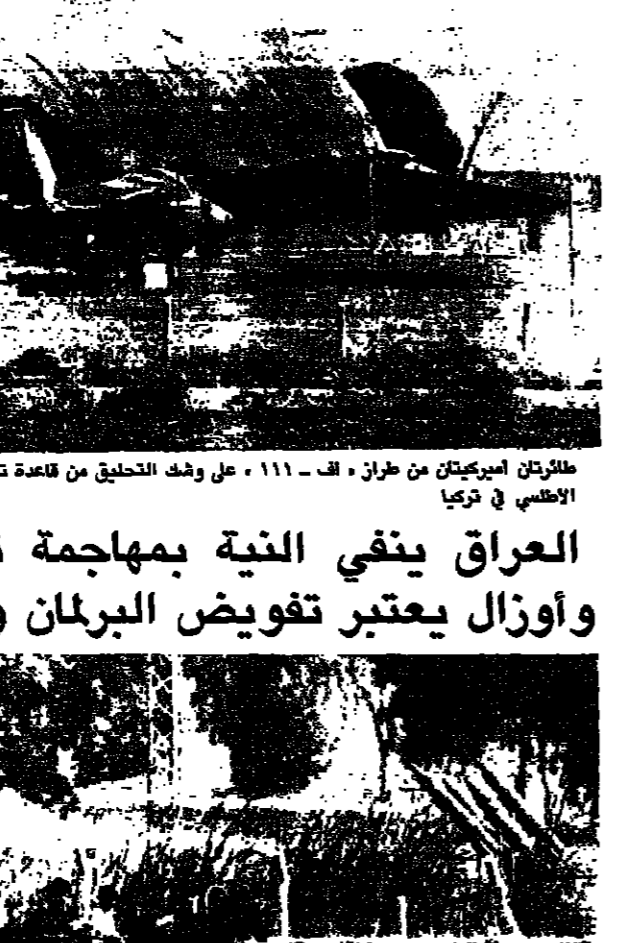 طائرتان أميركيتان من طراز « اف ــ ١١١ » على وشك التحليق من قاعدة
الاطلسي في تركيا
العراق ينفي النية بمهاجمة
وأوزال يعتبر تفويض البرلمان